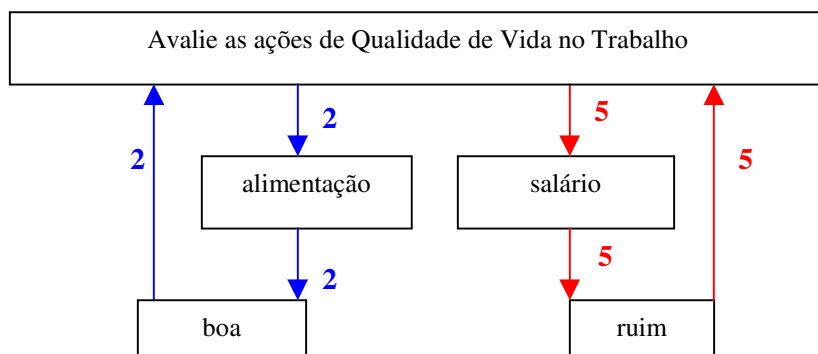 Avalie as ações de Qualidade de Vida no Trabalho
2
5
2
5
alimentação
salário
2
5
boa
ruim